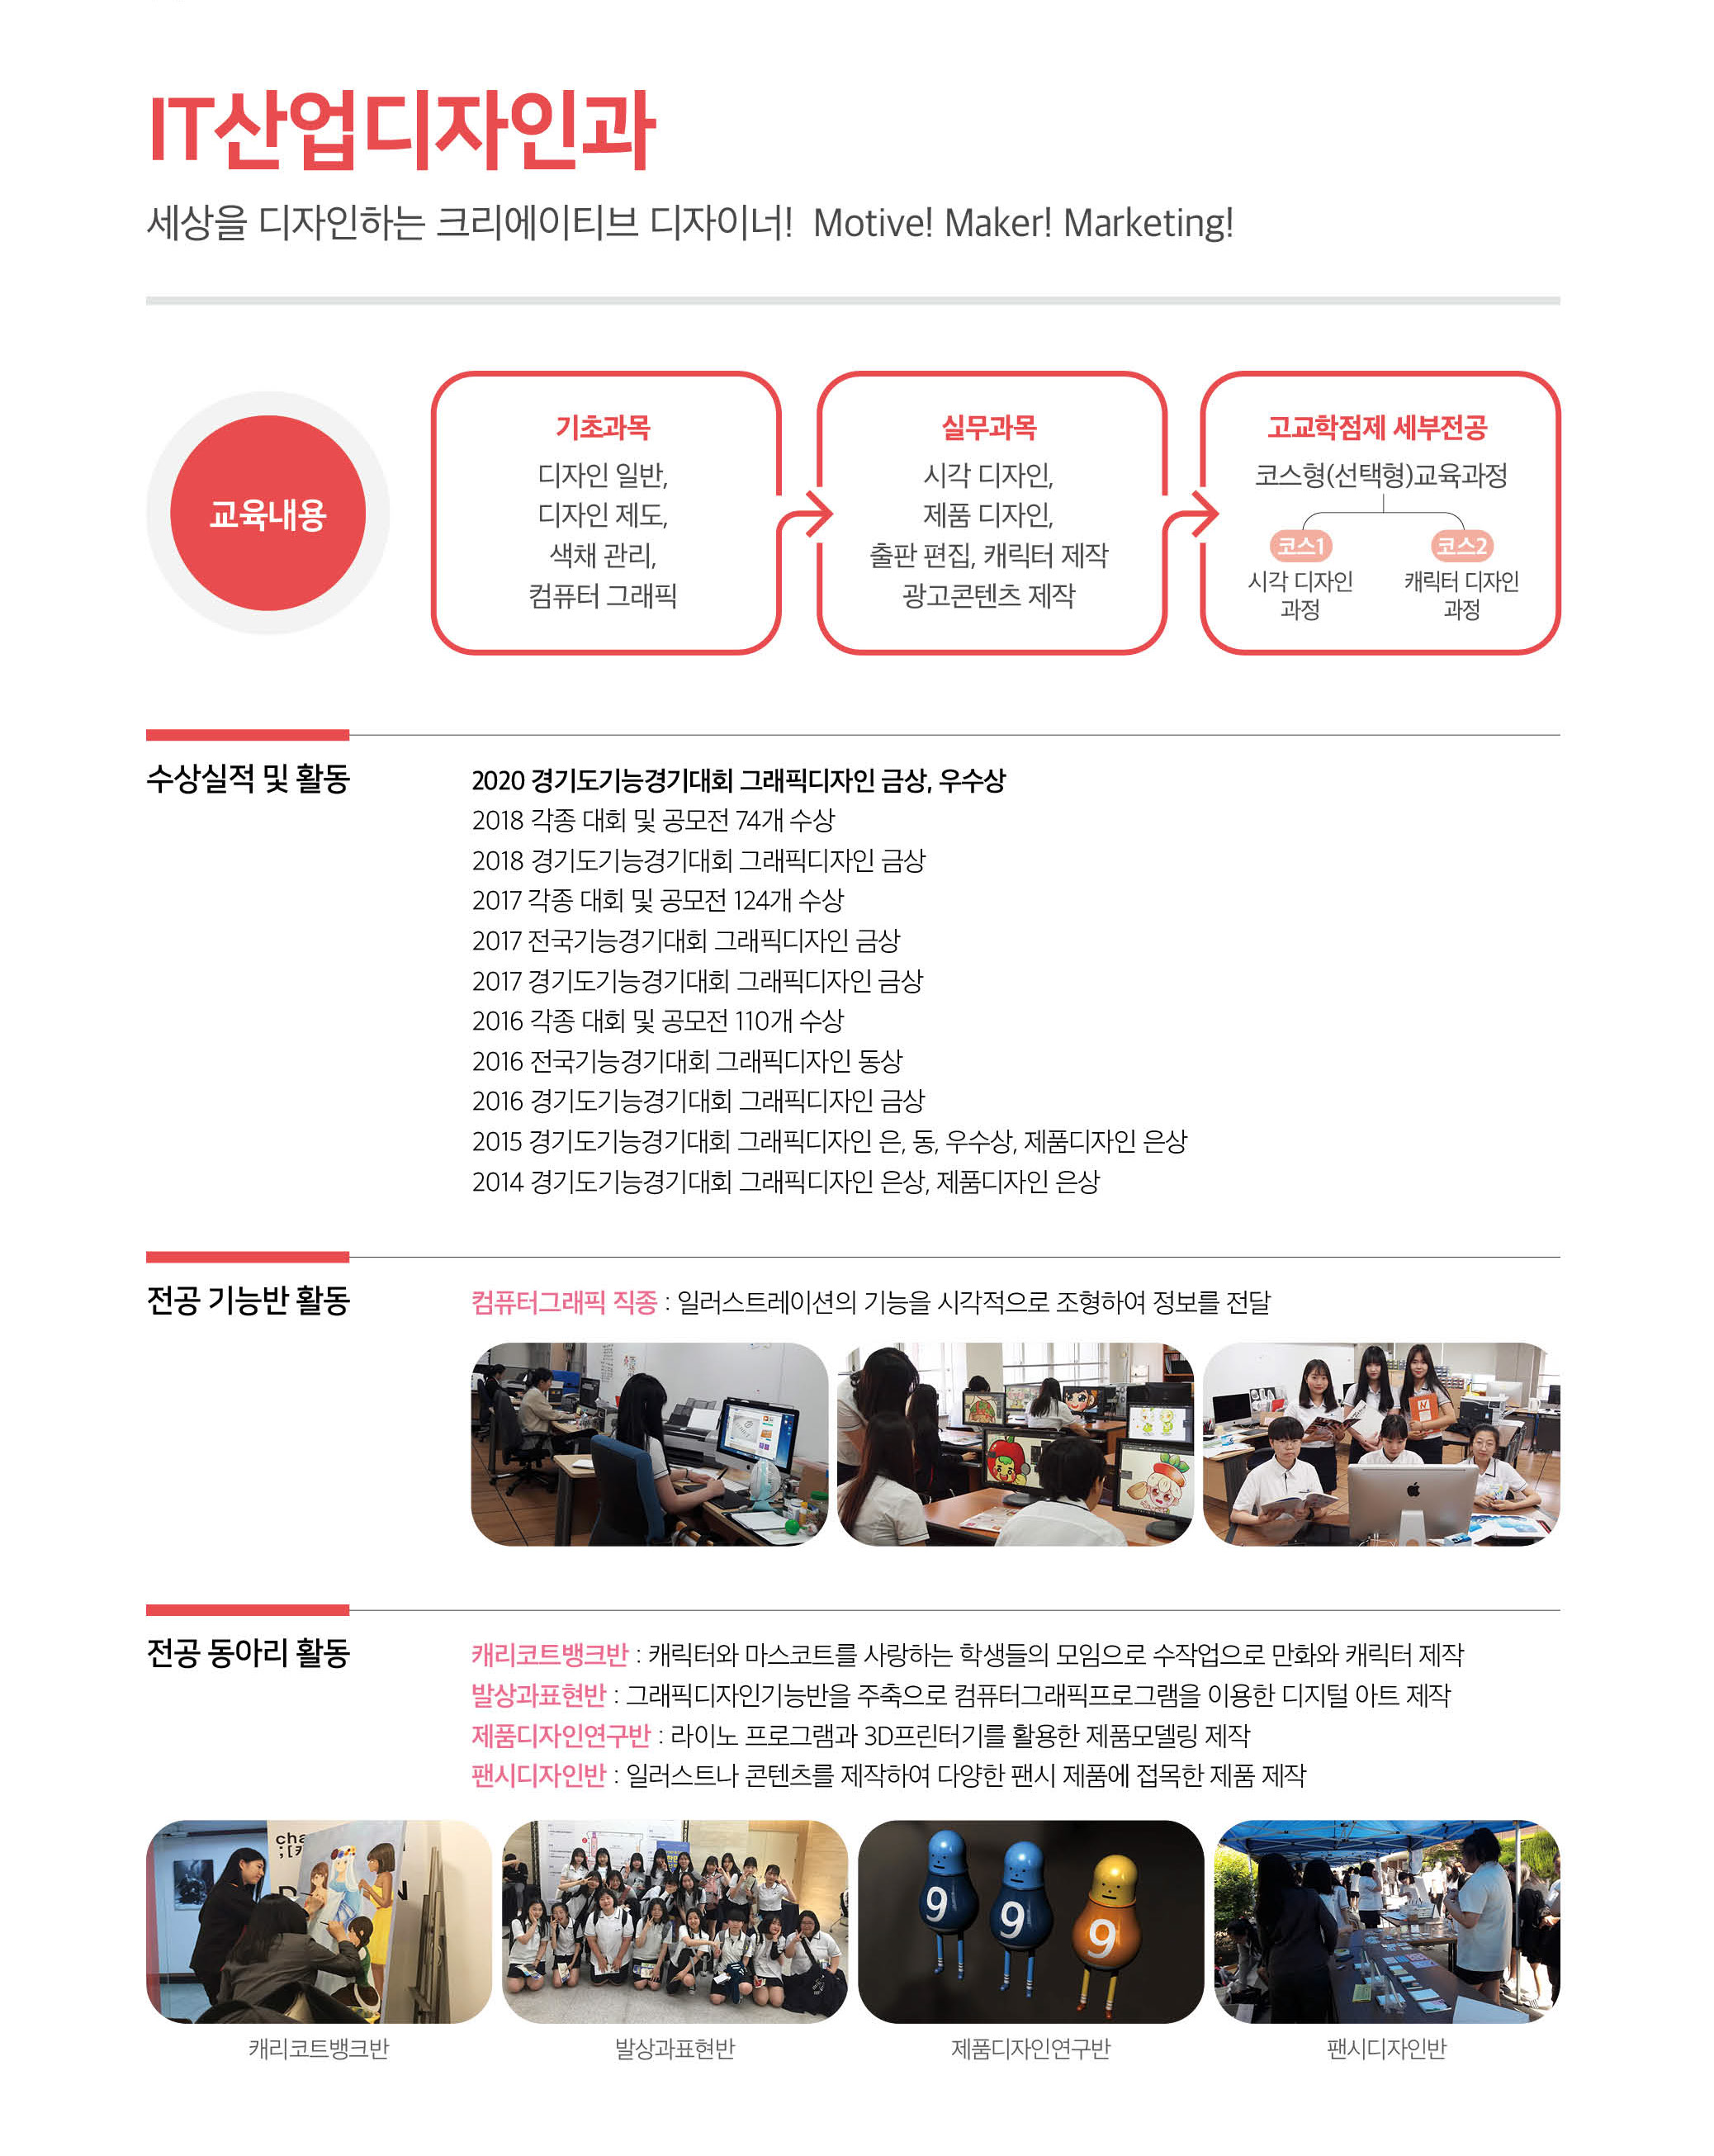 IT산업디자인과
세상을 디자인하는 크리에이티브 디자이너! Motive! Maker! Marketing!
교육내용
기초과목
디자인 일반,
디자인 제도,
색채 관리,
컴퓨터 그래픽
실무과목
시각 디자인,
제품 디자인,
출판 편집, 캐릭터 제작
광고콘텐츠 제작
고교학점제 세부전공
코스형(선택형)교육과정
코스1
시각 디자인
과정
코스2
캐릭터 디자인
과정
수상실적 및 활동
2020 경기도기능경기대회 그래픽디자인 금상, 우수상
2018 각종 대회 및 공모전 74개 수상
2018 경기도기능경기대회 그래픽디자인 금상
2017 각종 대회 및 공모전 124개 수상
2017 전국기능경기대회 그래픽디자인 금상
2017 경기도기능경기대회 그래픽디자인 금상
2016 각종 대회 및 공모전 110개 수상
2016 전국기능경기대회 그래픽디자인 동상
2016 경기도기능경기대회 그래픽디자인 금상
2015 경기도기능경기대회 그래픽디자인 은, 동, 우수상, 제품디자인 은상
2014 경기도기능경기대회 그래픽디자인 은상, 제품디자인 은상
전공 기능반 활동
컴퓨터그래픽 직종 : 일러스트레이션의 기능을 시각적으로 조형하여 정보를 전달
전공 동아리 활동
캐리코트뱅크반 : 캐릭터와 마스코트를 사랑하는 학생들의 모임으로 수작업으로 만화와 캐릭터 제작
발상과표현반 : 그래픽디자인기능반을 주축으로 컴퓨터그래픽프로그램을 이용한 디지털 아트 제작
제품디자인연구반 : 라이노 프로그램과 3D프린터기를 활용한 제품모델링 제작
팬시디자인반 : 일러스트나 콘텐츠를 제작하여 다양한 팬시 제품에 접목한 제품 제작
cha
9
9
9
캐리코트뱅크반
발상과표현반
제품디자인연구반
팬시디자인반